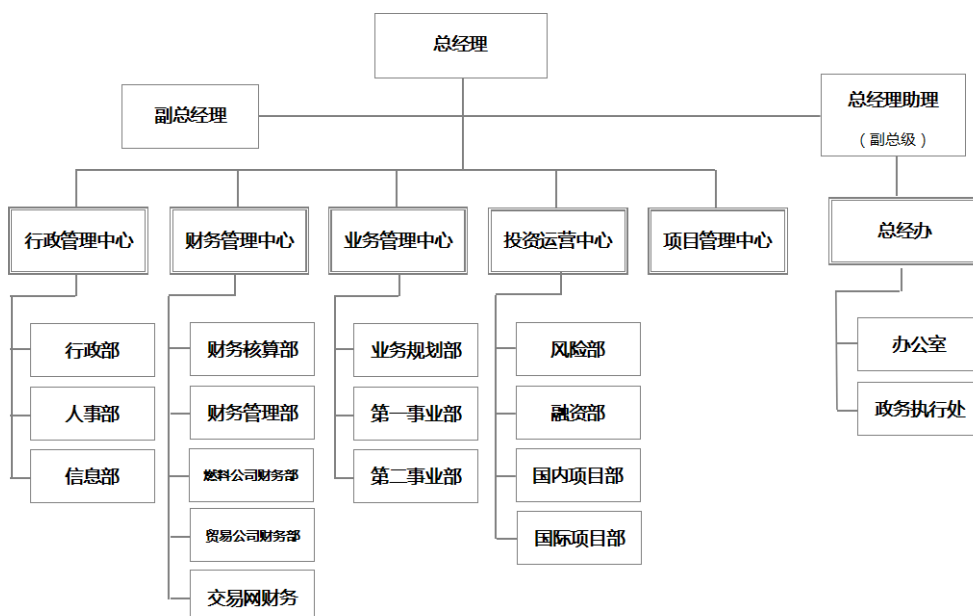 总经理
副总经理
总经理助理
（副总级）
行政管理中心
财务管理中心
业务管理中心
投资运营中心
项目管理中心
总经办
行政部
人事部
信息部
财务核算部
财务管理部
燃料公司财务部
贸易公司财务部
交易网财务
业务规划部
第一事业部
第二事业部
风险部
融资部
国内项目部
国际项目部
办公室
政务执行处